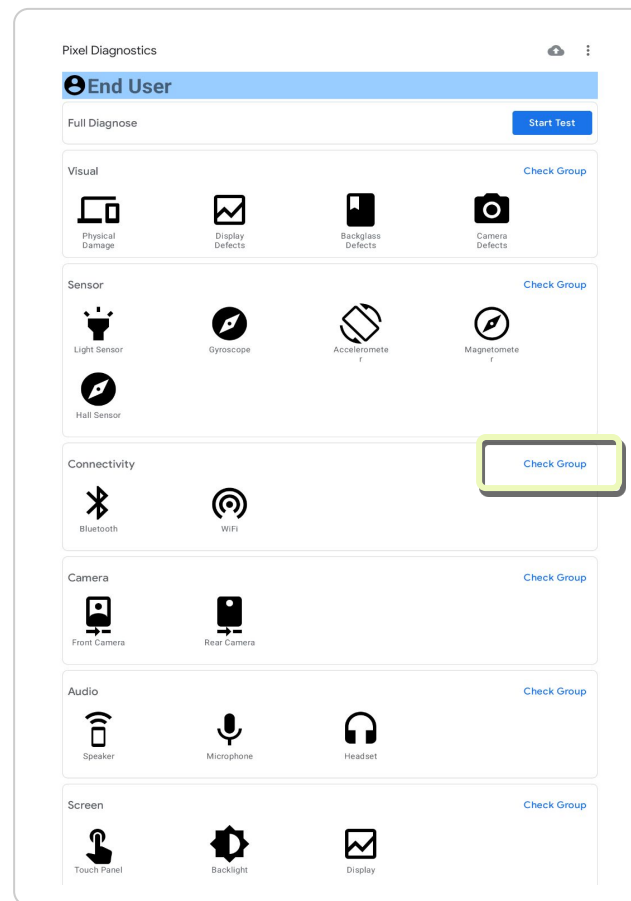 Pixel Diagnostics
End User
Full Diagnose
Start Test
Visual
Check Group
Physical
Damage
Display
Defects
Backglass
Defects
Camera
Defects
Sensor
Check Group
Light Sensor
Gyroscope
Acceleromete
r
Magnetomete
r
Hall Sensor
Connectivity
Check Group
Bluetooth
WiFi
Camera
Check Group
Front Camera
Rear Camera
Audio
Check Group
Speaker
Microphone
Headset
Screen
Check Group
Touch Panel
Backlight
Display